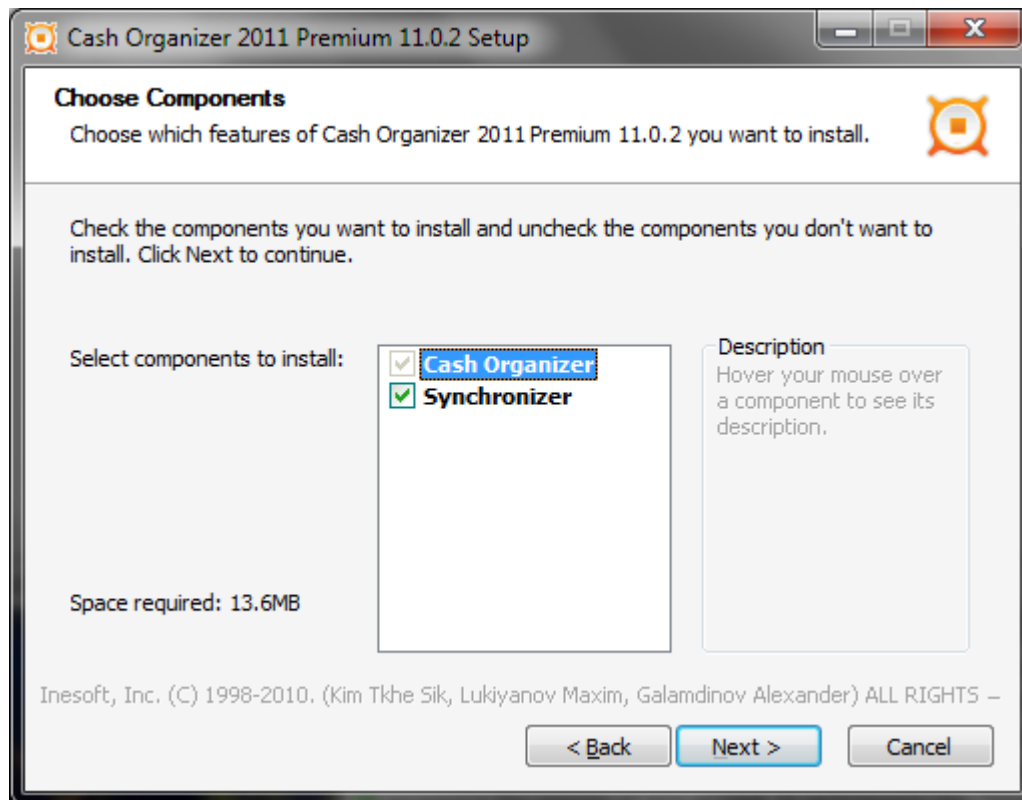 Cash Organizer 2011 Premium 11.0.2 Setup
Choose Components
Choose which features of Cash Organizer 2011 Premium 11.0.2 you want to install.
Check the components you want to install and uncheck the components you don't want to
install. Click Next to continue.
Select components to install:
Cash Organizer
Synchronizer
Description
Hover your mouse over
a component to see its
description.
Space required: 13.6MB
Inesoft, Inc. (C) 1998-2010. (Kim Tkhe Sik, Lukiyanov Maxim, Galamdinov Alexander) ALL RIGHTS
< Back
Next >
Cancel